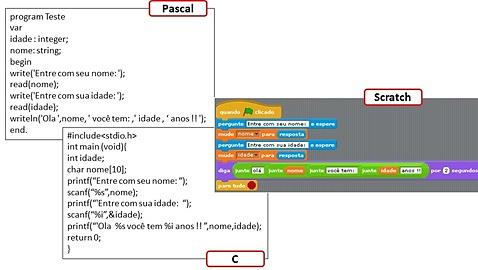 Pascal
program Teste
var
idade : integer;
nome: string;
begin
write('Entre com seu nome: ');
read(nome);
write('Entre com sua idade: ');
read(idade);
writeln('Ola ',nome, ' você tem: ,' idade , ' anos !! ');
end.
#include<stdio.h>
int main (void){
int idade;
char nome[10];
printf("Entre com seu nome: ");
scanf("%s",nome);
printf("Entre com sua idade:  ");
scanf("%i",&idade);
printf(""Ola  %s você tem %i anos !! ",nome,idade);
return 0;
}
C
Scratch
quando clicado
pergunte Entre com seu nome: e espere
mude nome para resposta
pergunte Entre com sua idade: e espere
mude idade para resposta
diga junte olá junte nome junte você tem: junte idade anos !! por 2 segundos
pare tudo